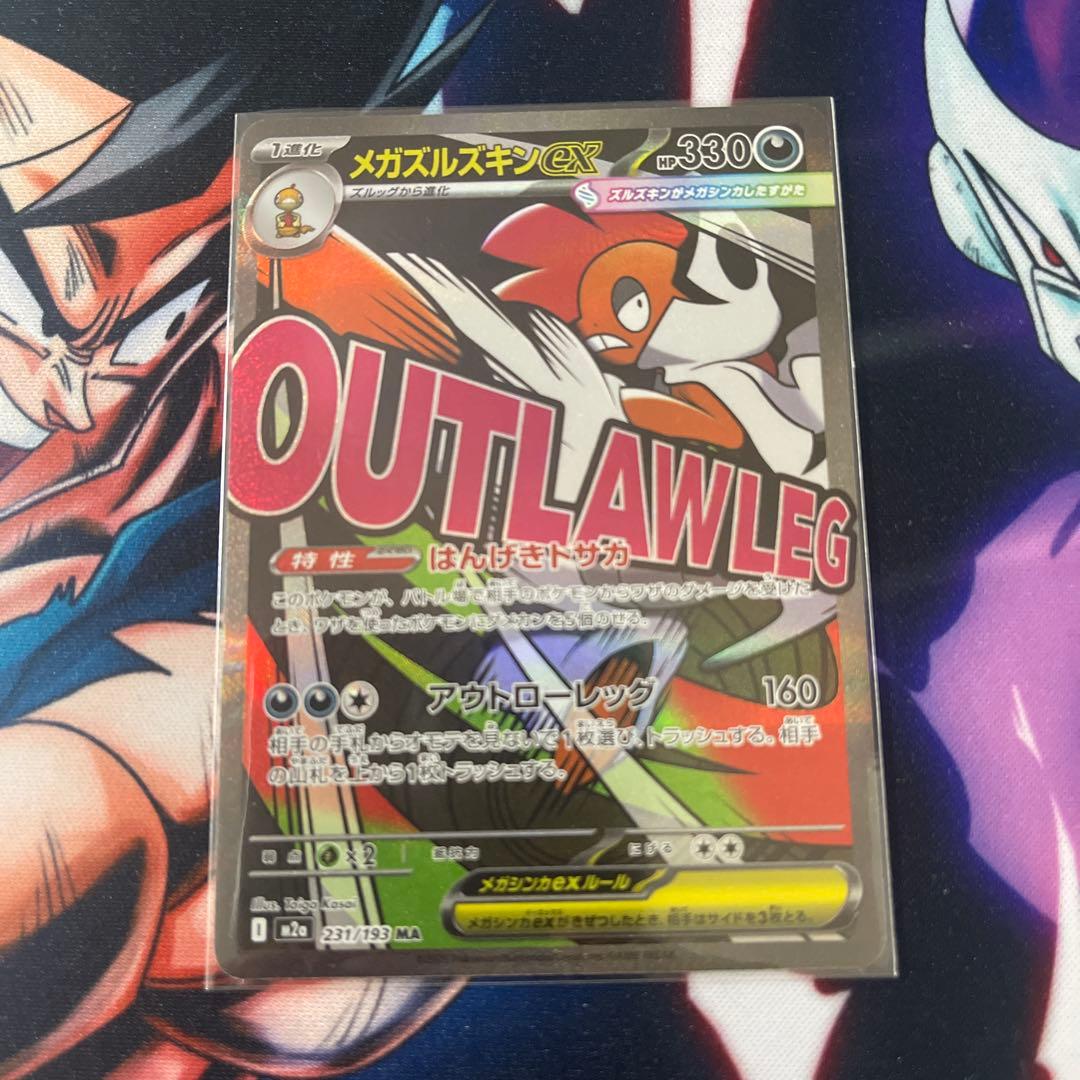 1進化
メガズルズキンex
HP330
ズルッグから進化
ズルズキンがメガシンカしたすがた
OUTLAWLEG
特性 はんげきトサカ
このポケモンが、バトル場で相手のポケモンからワザのダメージを受けた
とき、ワザを使ったポケモンにダメカンを5個のせる。
アウトローレッグ 160
相手の手札からオモテを見ないで1枚選び、トラッシュする。相手
の山札を上から1枚トラッシュする。
弱点 ×2 抵抗力 にげる
メガシンカexルール
メガシンカexがきぜつしたとき、相手はサイドを3枚とる。
Illus. Taiga Kasai
I m2a 231/193 MA